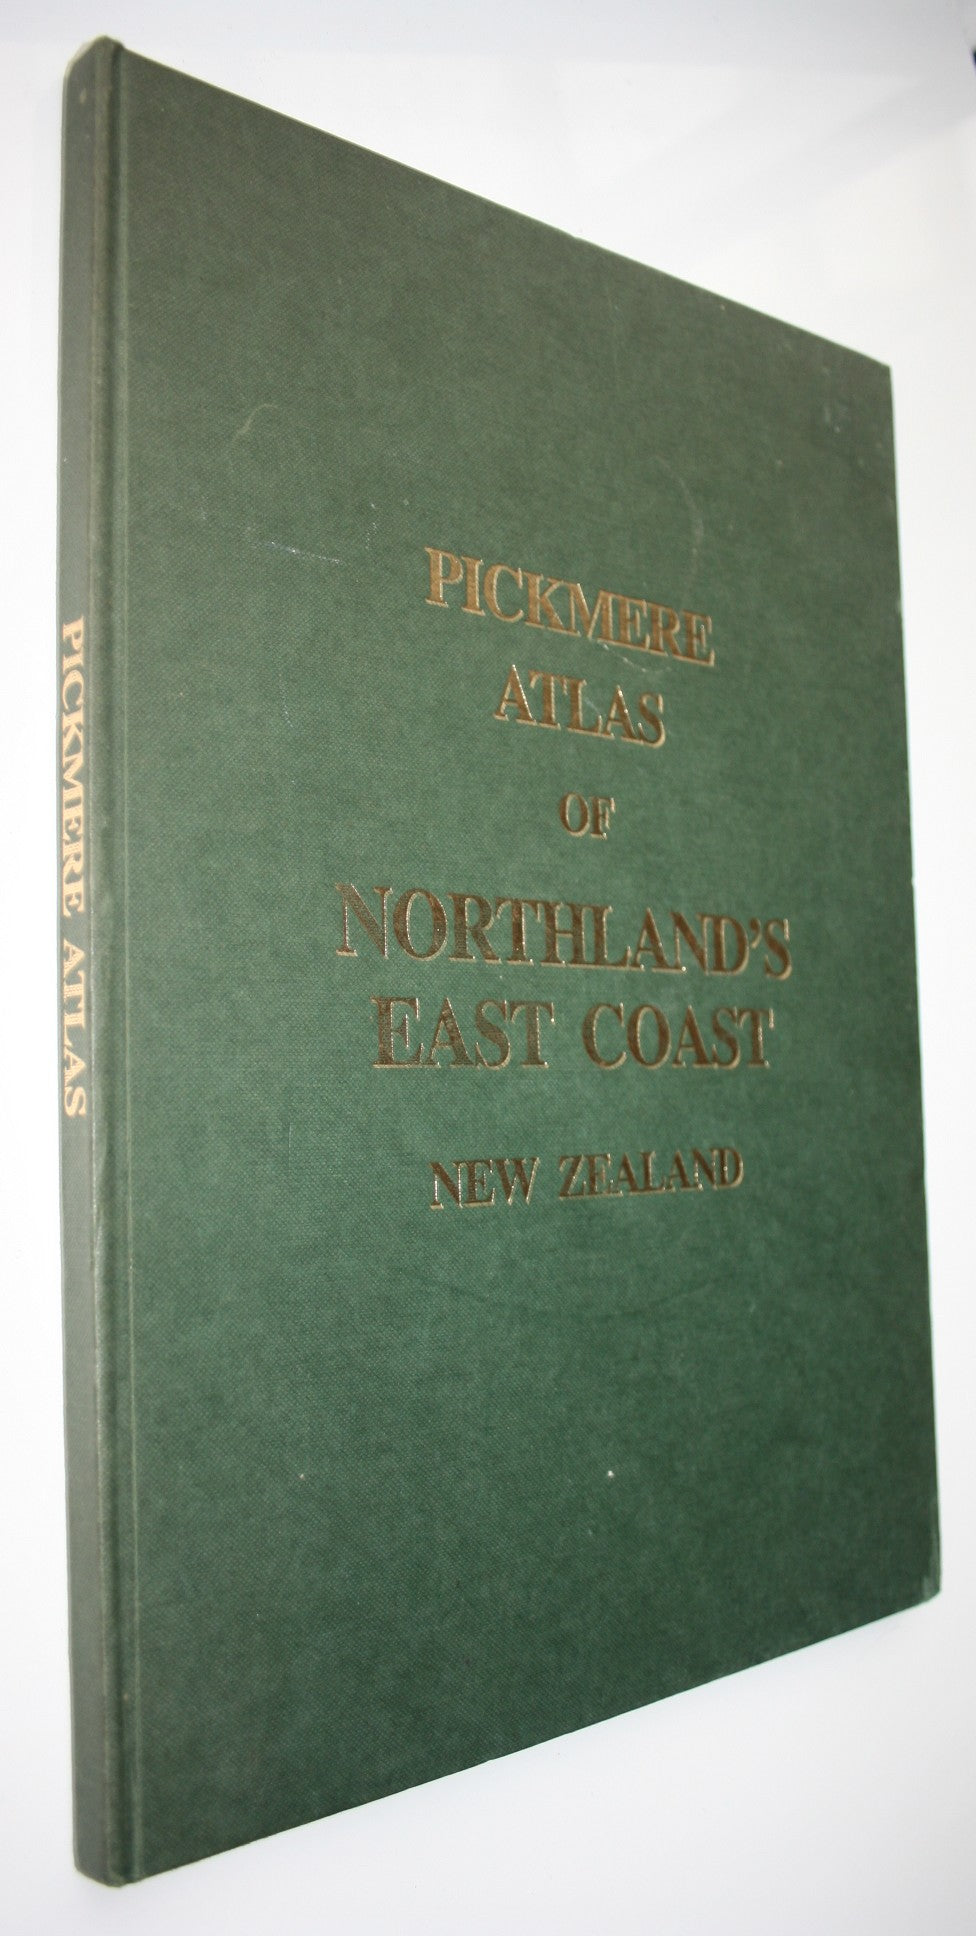 PICKMERE ATLAS
PICKMERE
ATLAS
OF
NORTHLAND'S
EAST COAST
NEW ZEALAND